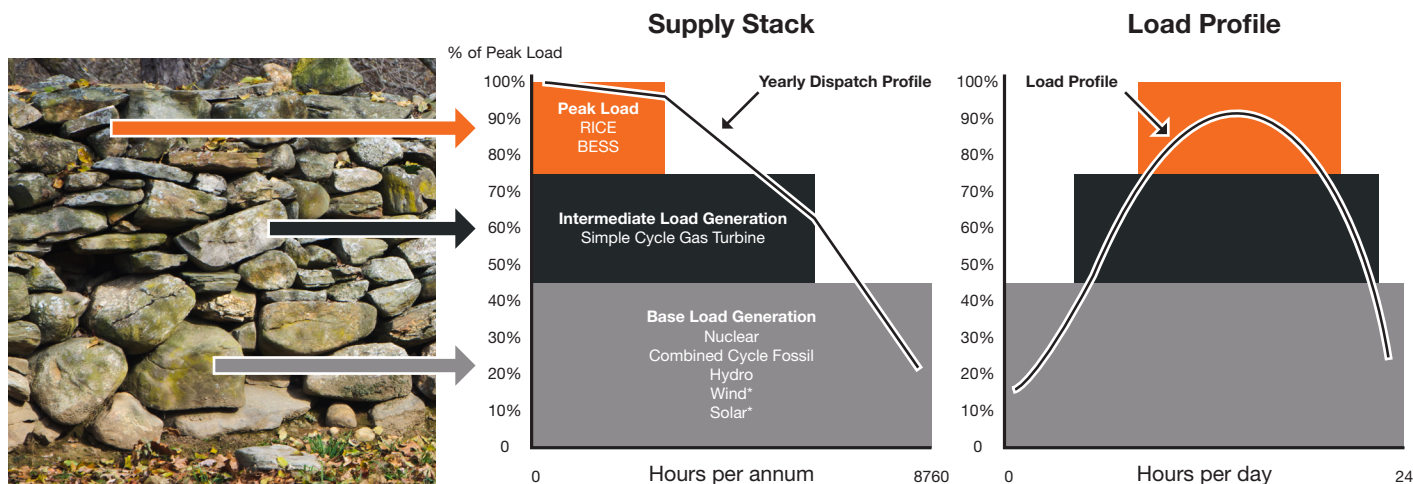 Supply Stack
% of Peak Load
100%
90%
80%
70%
60%
50%
40%
30%
20%
10%
0
Yearly Dispatch Profile
Peak Load
RICE
BESS
Intermediate Load Generation
Simple Cycle Gas Turbine
Base Load Generation
Nuclear
Combined Cycle Fossil
Hydro
Wind*
Solar*
0
Hours per annum
8760
Load Profile
100%
90%
80%
70%
60%
50%
40%
30%
20%
10%
0
Load Profile
0
Hours per day
24